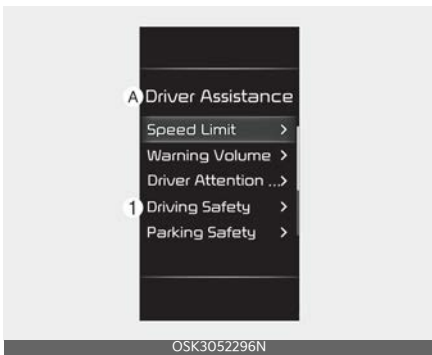 A Driver Assistance
Speed Limit >
Warning Volume >
Driver Attention ...>
1 Driving Safety >
Parking Safety >
OSK3052296N